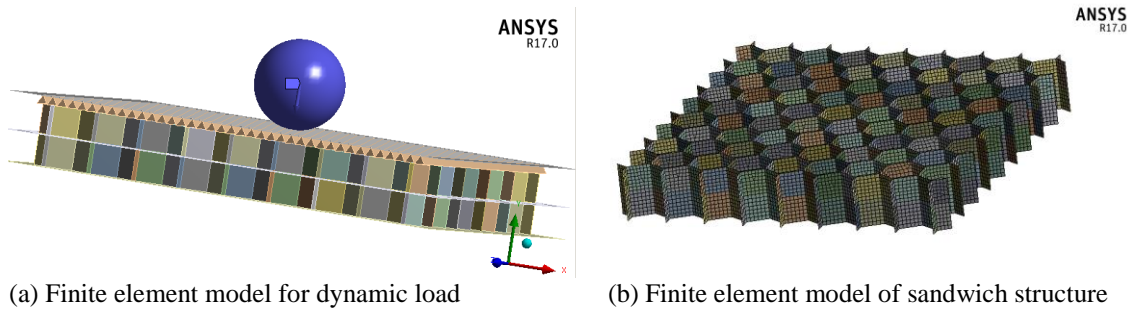 ANSYS
R17.0
ANSYS
R17.0
x
(a) Finite element model for dynamic load
(b) Finite element model of sandwich structure